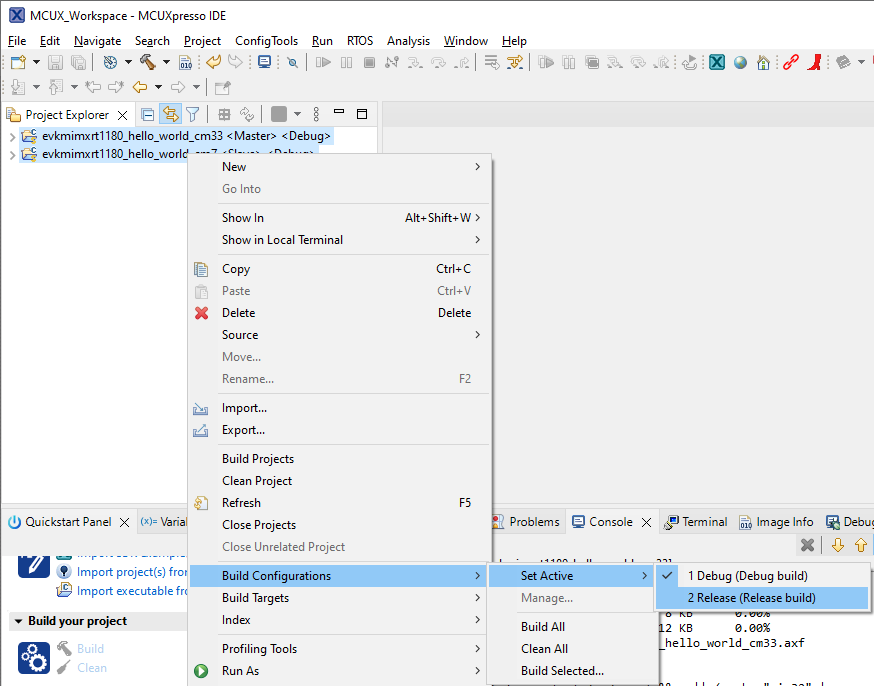 MCUX_Workspace - MCUXpresso IDE
File Edit Navigate Search Project ConfigTools Run RTOS Analysis Window Help
Project Explorer
evkmimxrt1180_hello_world_cm33 <Master> <Debug>
evkmimxrt1180_hello_world_cm7 <Slave> <Debug>
New
Go Into
Show In Alt+Shift+W
Show in Local Terminal
Copy Ctrl+C
Paste Ctrl+V
Delete Delete
Source
Move...
Rename... F2
Import...
Export...
Build Projects
Clean Project
Refresh F5
Close Projects
Close Unrelated Project
Build Configurations
Build Targets
Index
Profiling Tools
Run As
Set Active
Manage...
Build All
Clean All
Build Selected...
1 Debug (Debug build)
2 Release (Release build)
Quickstart Panel (x)= Varia
Problems Console Terminal Image Info Debug
Import project(s) from
Import executable fr
Build your project
Build
Clean
8 KB 0.00%
12 KB 0.00%
_hello_world_cm33.axf